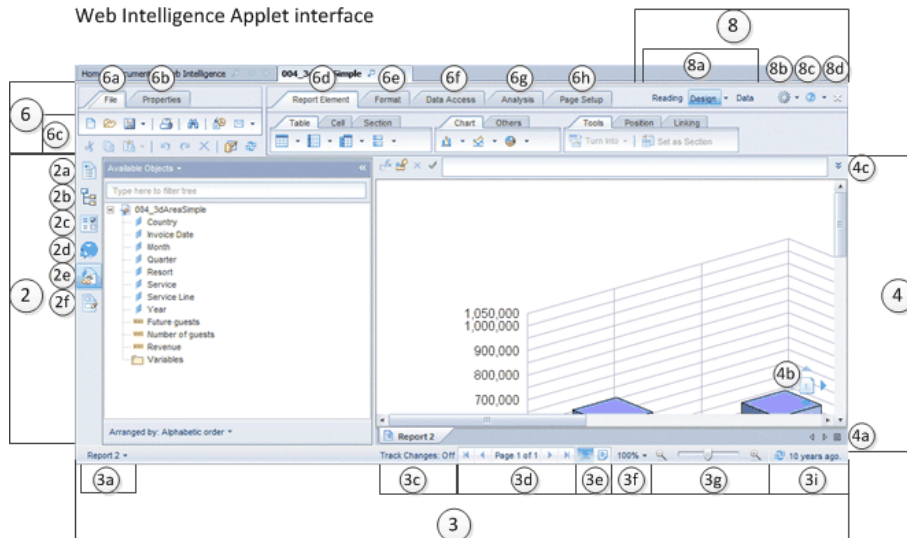 Web Intelligence Applet interface
8
8a 8b 8c 8d
6a 6b 6d 6e 6f 6g 6h
004_3 Simple
File Properties Report Element Format Data Access Analysis Page Setup Reading Design Data
6
6c
Table Cell Section Chart Others Tools Position Linking
Turn Into Set as Section
2a Available Objects 4c
2b Type here to filter tree
004_3dAreaSimple
2c Country
Invoice Date
2d Month
Quarter
2e Resort
Service
2 4
2f Service Line
Year
Future guests
Number of guests
Revenue
Variables
1,050,000
1,000,000
900,000
800,000
700,000
4b
Arranged by: Alphabetic order
Report 2 4a
Report 2 Track Changes: Off Page 1 of 1 100% 10 years ago.
3a 3c 3d 3e 3f 3g 3i
3